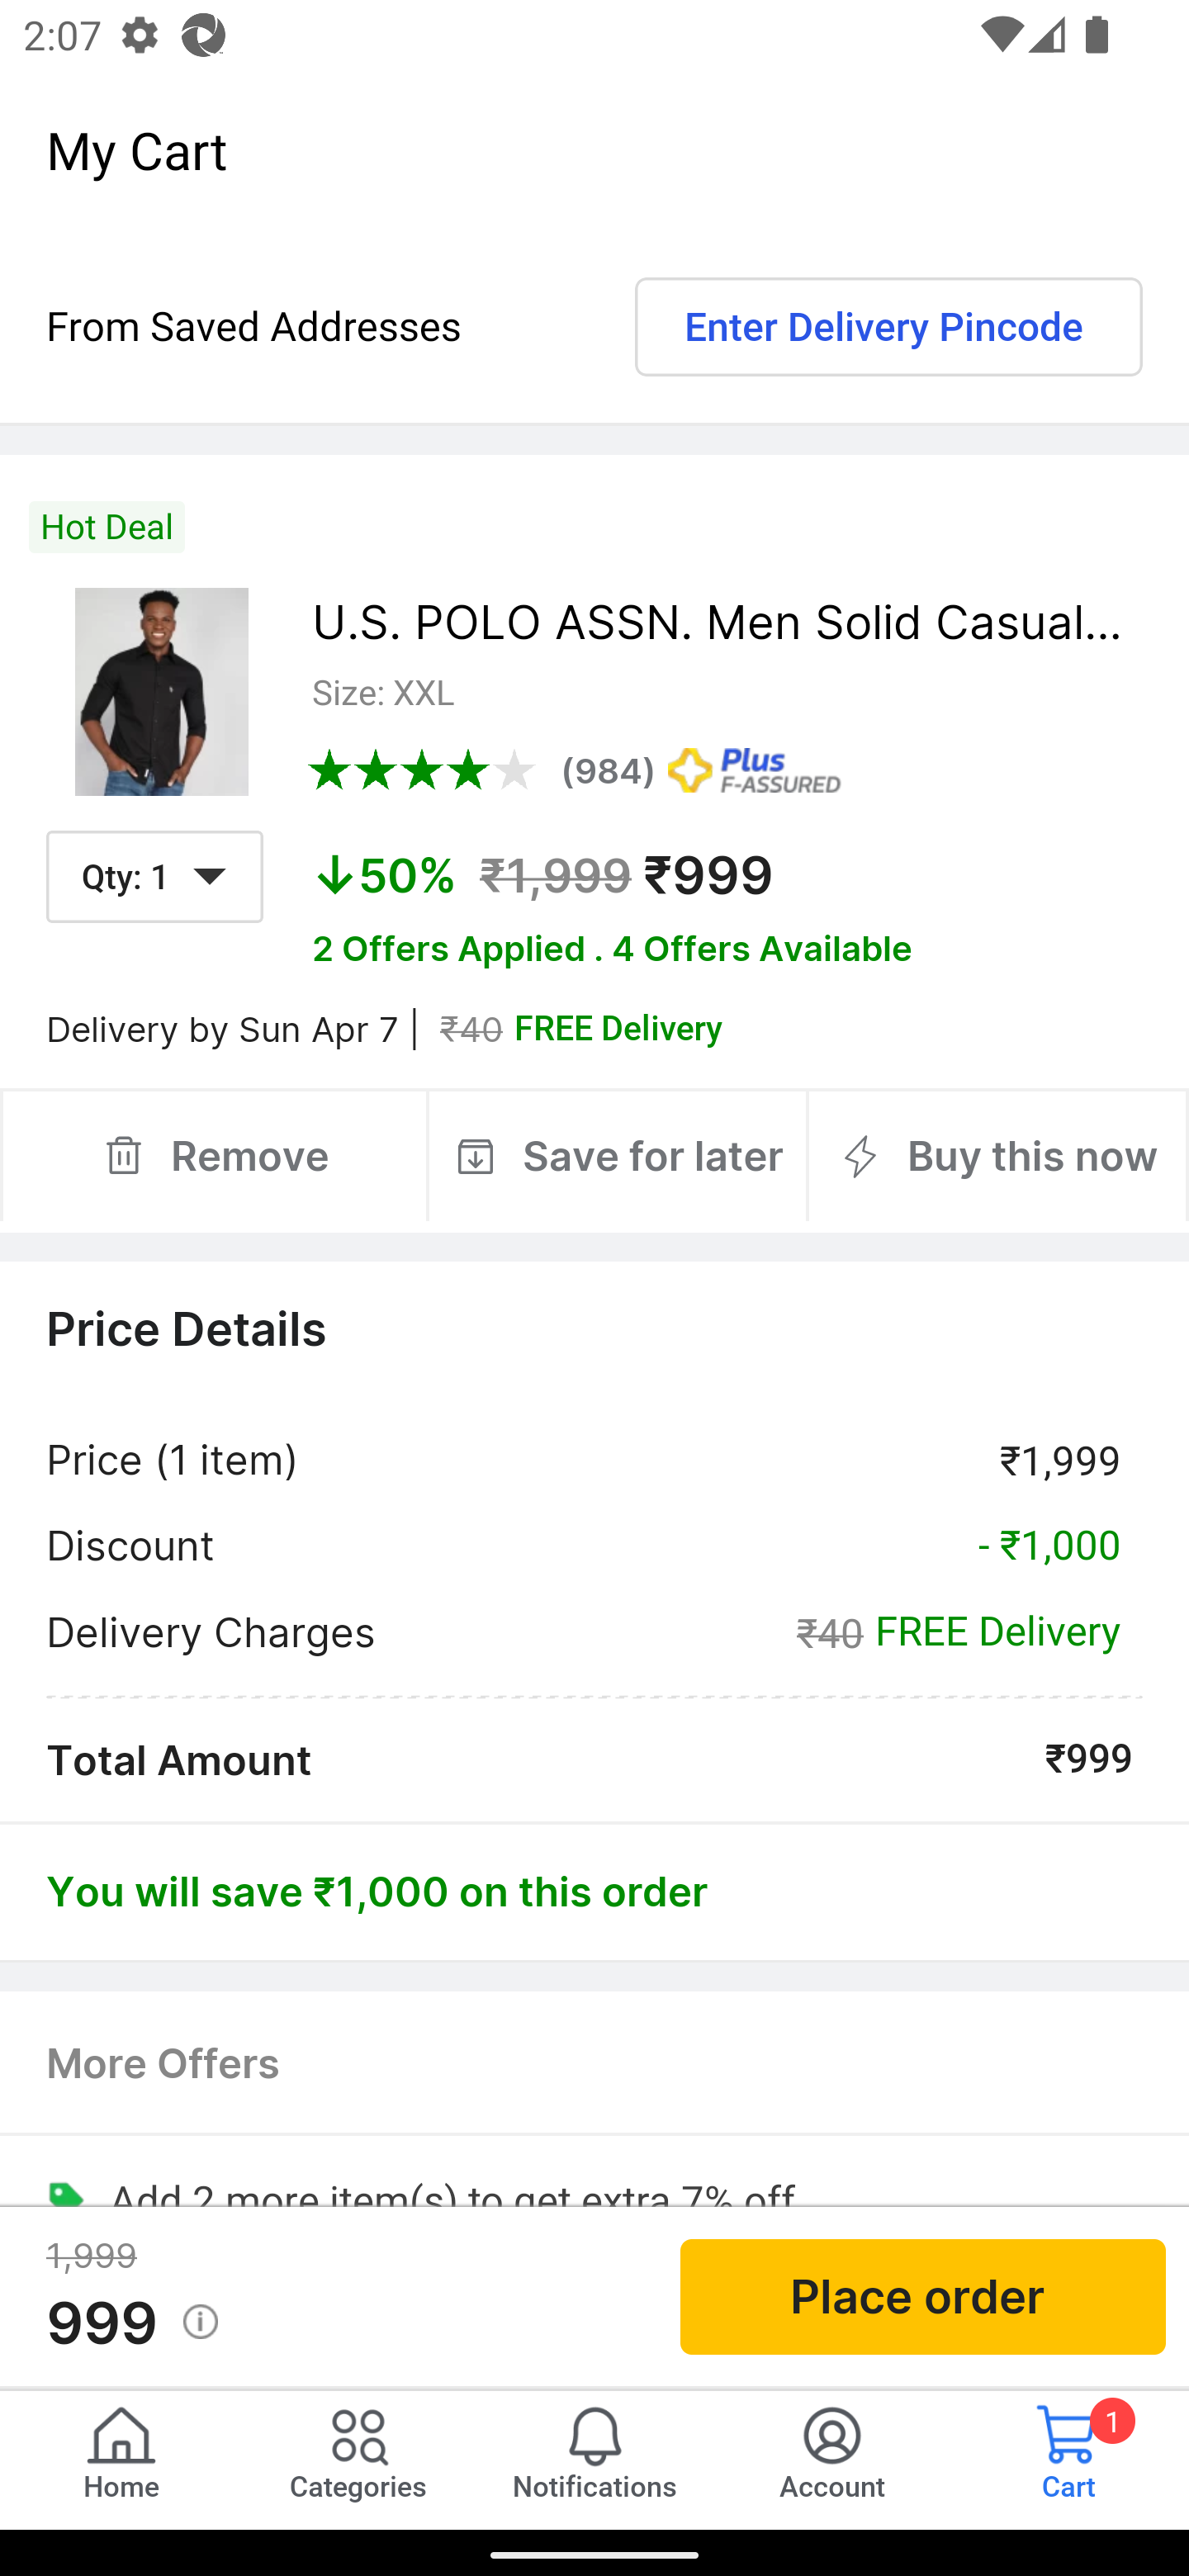 2:07
My Cart
From Saved Addresses
Enter Delivery Pincode
Hot Deal
U.S. POLO ASSN. Men Solid Casual...
Size: XXL
(984) Plus F-ASSURED
Qty: 1
50% ₹1,999 ₹999
2 Offers Applied . 4 Offers Available
Delivery by Sun Apr 7 | ₹40 FREE Delivery
Remove Save for later Buy this now
Price Details
Price (1 item) ₹1,999
Discount - ₹1,000
Delivery Charges ₹40 FREE Delivery
Total Amount ₹999
You will save ₹1,000 on this order
More Offers
Add 2 more item(s) to get extra 7% off
1,999
999
Place order
1
Home Categories Notifications Account Cart